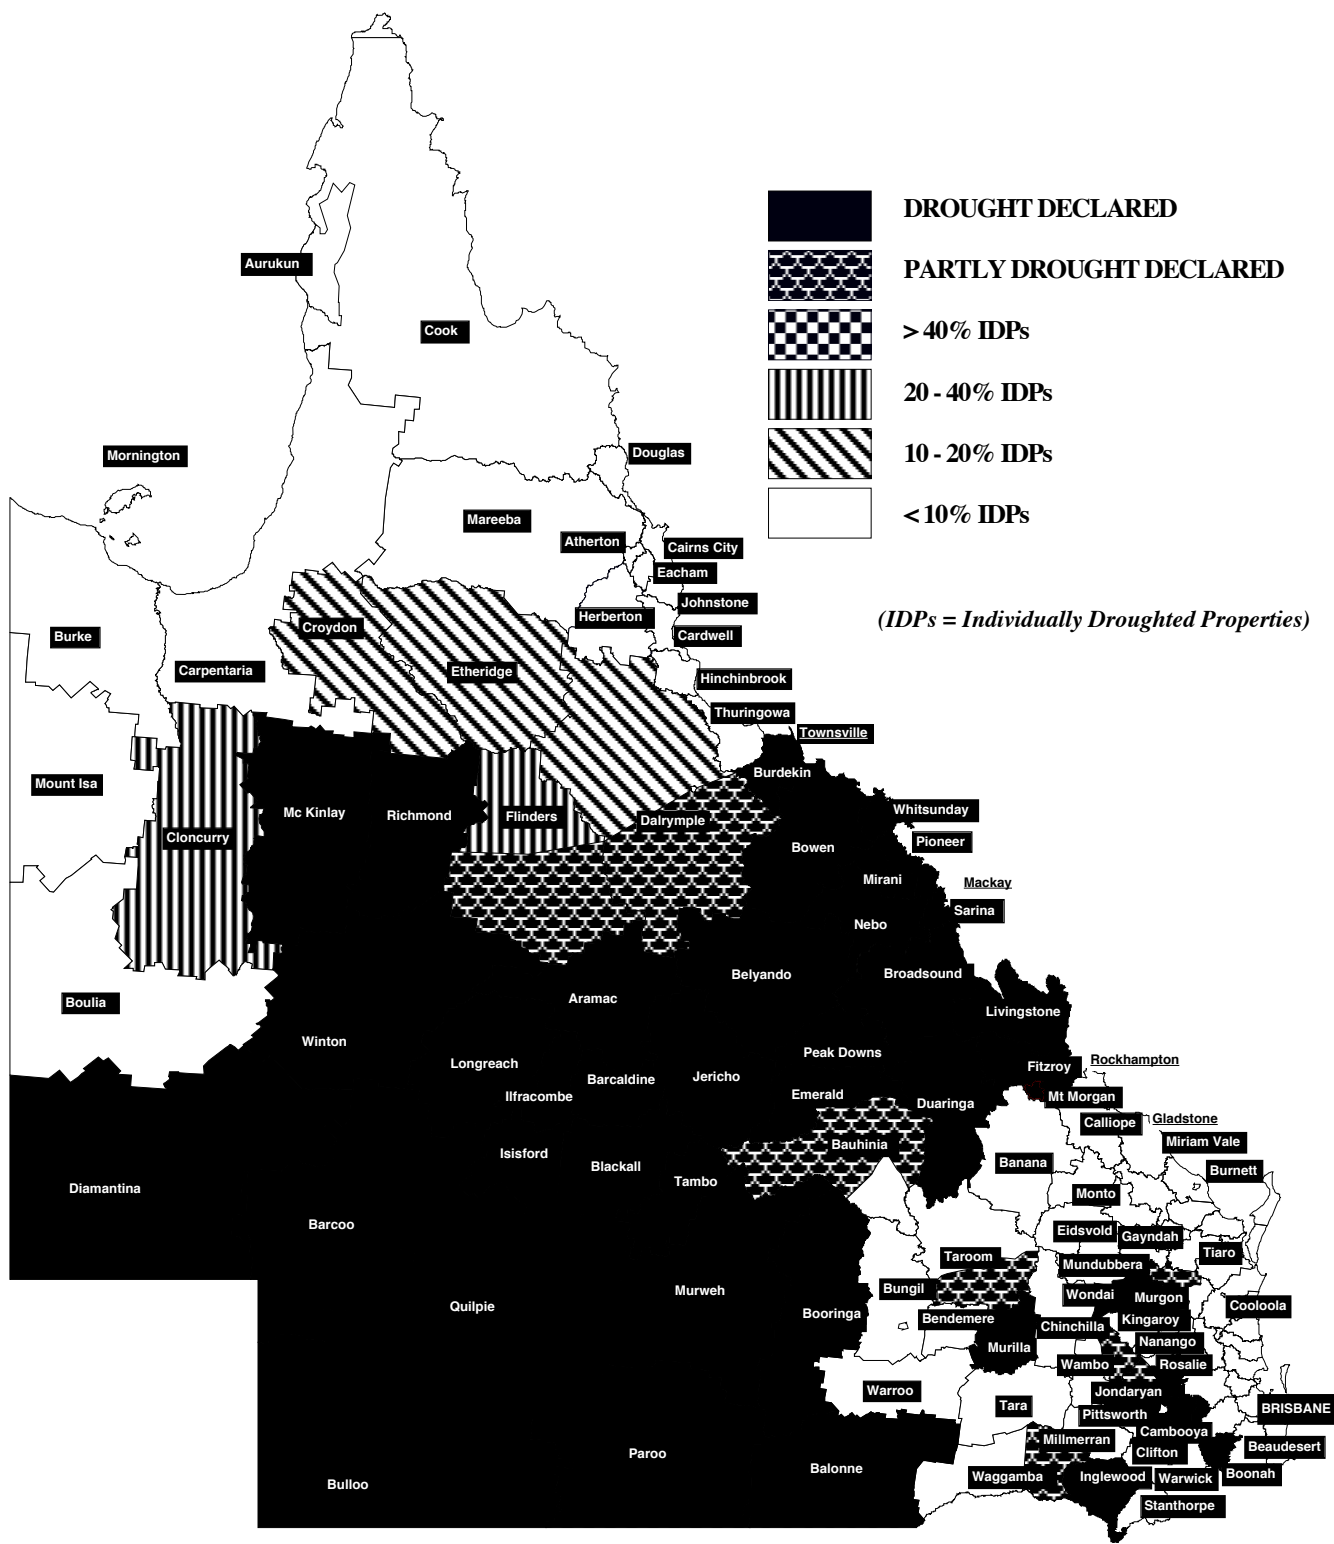 DROUGHT DECLARED
PARTLY DROUGHT DECLARED
Aurukun
> 40% IDPs
Cook
20 - 40% IDPs
Mornington
Douglas
10 - 20% IDPs
Mareeba
< 10% IDPs
Atherton
Cairns City
Eacham
Johnstone
Herberton
(IDPs = Individually Droughted Properties)
Croydon
Burke
Cardwell
Carpentaria
Etheridge
Hinchinbrook
Thuringowa
Townsville
Burdekin
Mount Isa
Mc Kinlay
Richmond
Flinders
Dalrymple
Whitsunday
Cloncurry
Pioneer
Bowen
Mirani
Mackay
Sarina
Nebo
Belyando
Broadsound
Boulia
Aramac
Livingstone
Winton
Longreach
Peak Downs
Rockhampton
Barcaldine
Jericho
Fitzroy
Ilfracombe
Emerald
Duaringa
Mt Morgan
Calliope
Gladstone
Isisford
Bauhinia
Miriam Vale
Blackall
Banana
Burnett
Diamantina
Tambo
Monto
Barcoo
Eidsvold
Gayndah
Taroom
Tiaro
Mundubbera
Murweh
Bungil
Wondai
Murgon
Quilpie
Booringa
Cooloola
Bendemere
Chinchilla
Kingaroy
Murilla
Nanango
Wambo
Rosalie
Warroo
Jondaryan
Tara
Pittsworth
BRISBANE
Cambooya
Millmerran
Paroo
Clifton
Beaudesert
Balonne
Bulloo
Waggamba
Inglewood
Warwick
Boonah
Stanthorpe